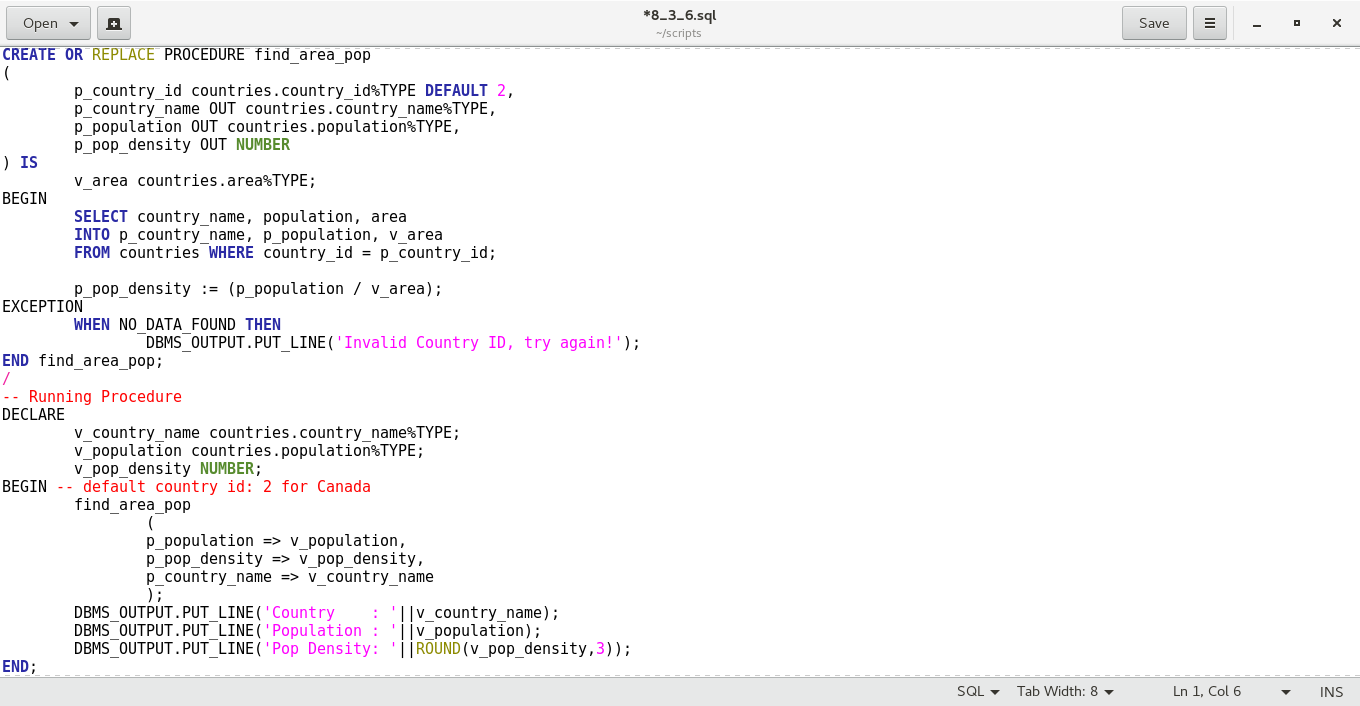 Open
*8_3_6.sql
~/scripts
Save
CREATE OR REPLACE PROCEDURE find_area_pop
(
        p_country_id countries.country_id%TYPE DEFAULT 2,
        p_country_name OUT countries.country_name%TYPE,
        p_population OUT countries.population%TYPE,
        p_pop_density OUT NUMBER
) IS
        v_area countries.area%TYPE;
BEGIN
        SELECT country_name, population, area
        INTO p_country_name, p_population, v_area
        FROM countries WHERE country_id = p_country_id;

        p_pop_density := (p_population / v_area);
EXCEPTION
        WHEN NO_DATA_FOUND THEN
                DBMS_OUTPUT.PUT_LINE('Invalid Country ID, try again!');
END find_area_pop;
/
-- Running Procedure
DECLARE
        v_country_name countries.country_name%TYPE;
        v_population countries.population%TYPE;
        v_pop_density NUMBER;
BEGIN -- default country id: 2 for Canada
        find_area_pop
                (
                p_population => v_population,
                p_pop_density => v_pop_density,
                p_country_name => v_country_name
                );
        DBMS_OUTPUT.PUT_LINE('Country    : '||v_country_name);
        DBMS_OUTPUT.PUT_LINE('Population : '||v_population);
        DBMS_OUTPUT.PUT_LINE('Pop Density: '||ROUND(v_pop_density,3));
END;
SQL
Tab Width: 8
Ln 1, Col 6
INS